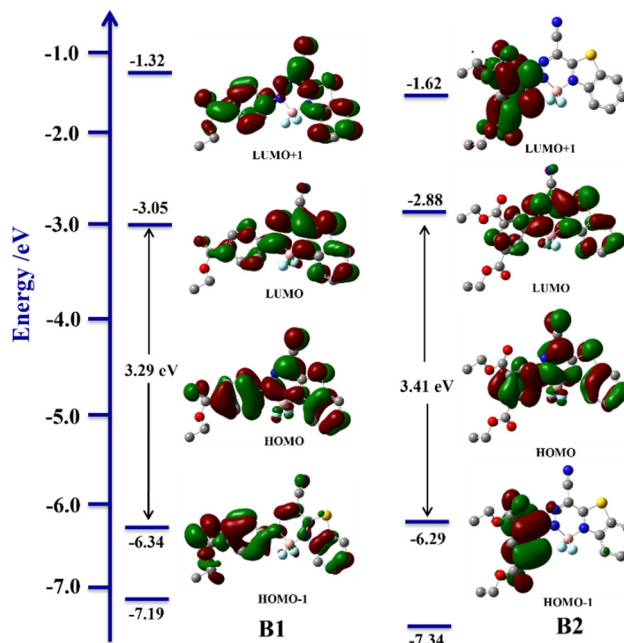 Energy /eV
-1.0
-2.0
-3.0
-4.0
-5.0
-6.0
-7.0
-1.32
LUMO+1
-3.05
LUMO
3.29 eV
HOMO
-6.34
HOMO-1
-7.19
B1
-1.62
LUMO+1
-2.88
LUMO
3.41 eV
HOMO
-6.29
HOMO-1
-7.34
B2